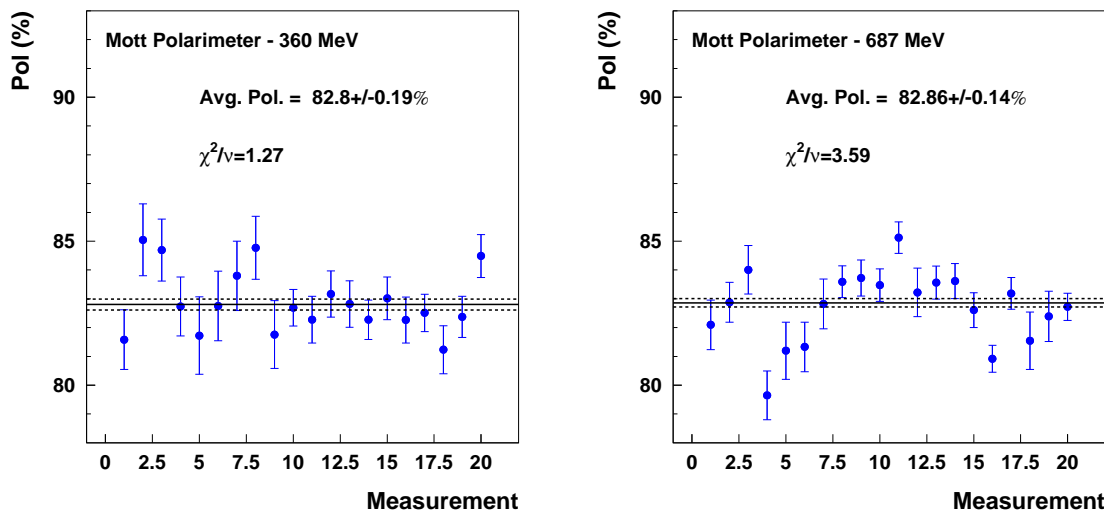 Pol (%)
Mott Polarimeter - 360 MeV
Avg. Pol. = 82.8+/-0.19%
χ²/ν=1.27
90
85
80
0 2.5 5 7.5 10 12.5 15 17.5 20
Measurement
Pol (%)
Mott Polarimeter - 687 MeV
Avg. Pol. = 82.86+/-0.14%
χ²/ν=3.59
90
85
80
0 2.5 5 7.5 10 12.5 15 17.5 20
Measurement